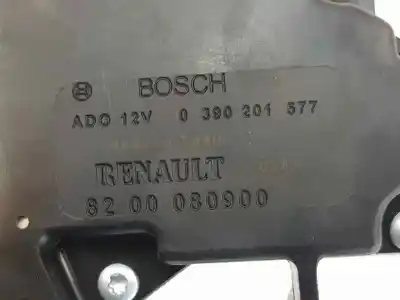 BOSCH
ADO 12V 0 390 201 577
RENAULT
82 00 080900